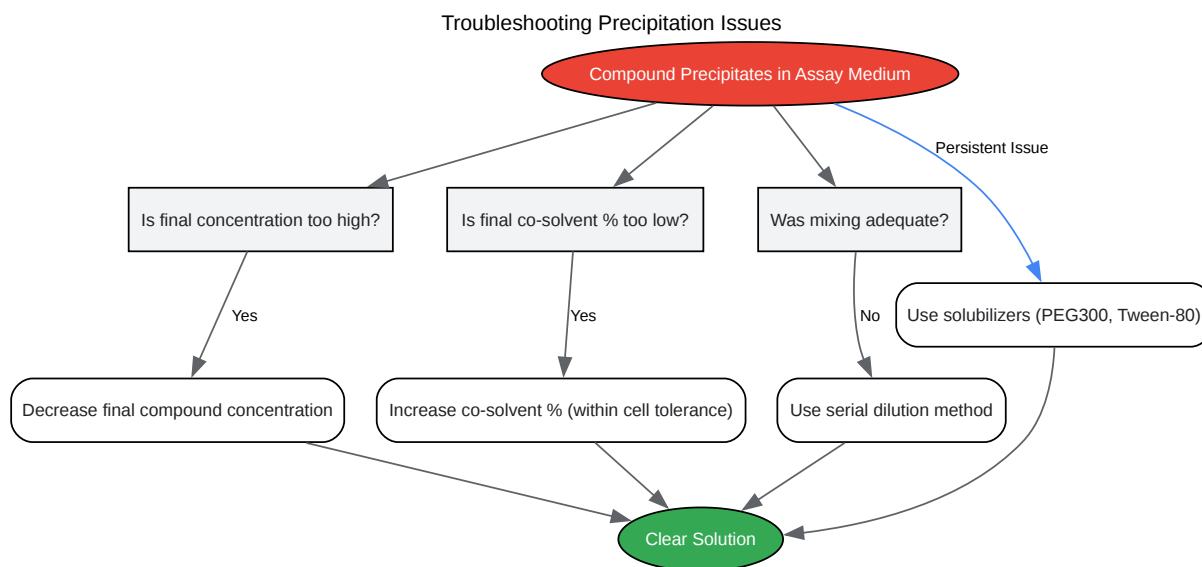 Troubleshooting Precipitation Issues
Compound Precipitates in Assay Medium
Persistent Issue
Is final concentration too high?
Is final co-solvent % too low?
Was mixing adequate?
Use solubilizers (PEG300, Tween-80)
Yes
Yes
No
Decrease final compound concentration
Increase co-solvent % (within cell tolerance)
Use serial dilution method
Clear Solution